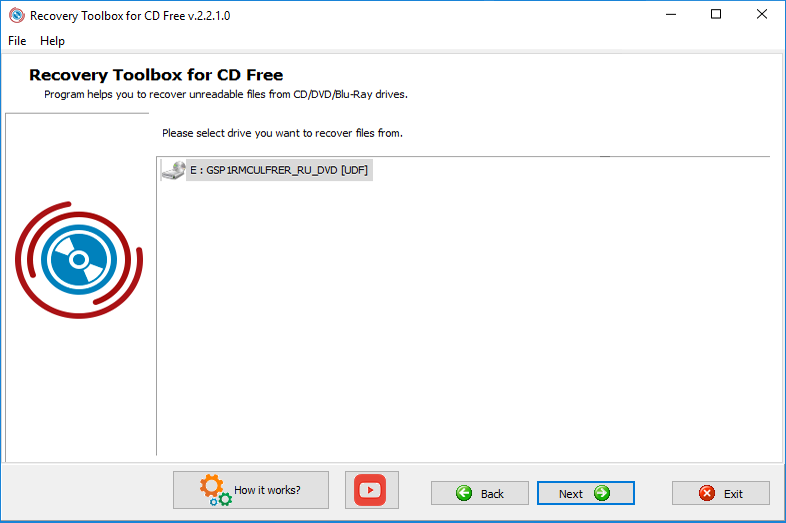 Recovery Toolbox for CD Free v.2.2.1.0
File Help
Recovery Toolbox for CD Free
Program helps you to recover unreadable files from CD/DVD/Blu-Ray drives.
Please select drive you want to recover files from.
E : GSP1RMCULFRER_RU_DVD [UDF]
How it works?
Back
Next
Exit